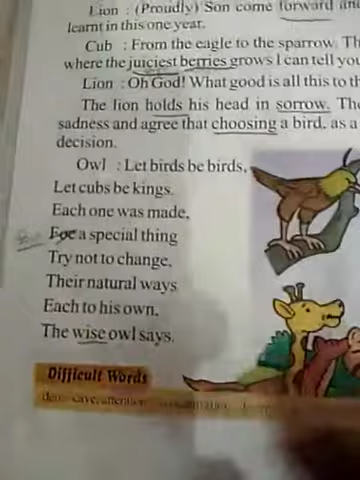 Lion : (Proudly) Son come forward and
learnt in this one year.
Cub : From the eagle to the sparrow. Th
where the juiciest berries grows I can tell you
Lion : Oh God! What good is all this to th
The lion holds his head in sorrow. The
sadness and agree that choosing a bird, as a
decision.
Owl : Let birds be birds,
Let cubs be kings.
Each one was made,
For a special thing
Try not to change,
Their natural ways
Each to his own,
The wise owl says.
Difficult Words
den - cave, attention